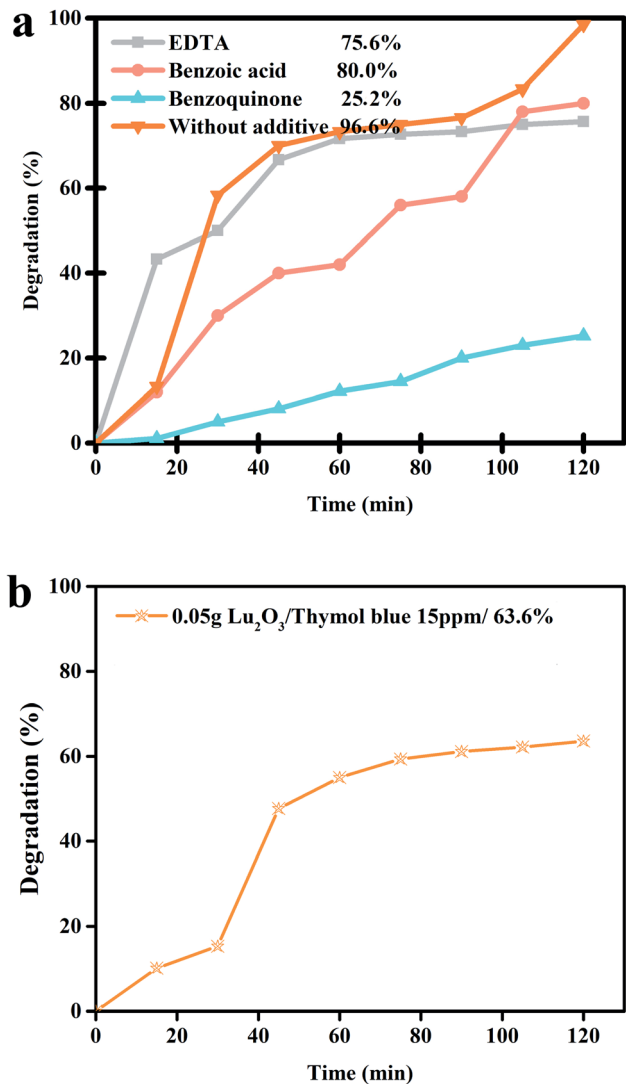 a
EDTA 75.6%
Benzoic acid 80.0%
Benzoquinone 25.2%
Without additive 96.6%
Degradation (%)
100
80
60
40
20
0
0 20 40 60 80 100 120
Time (min)
b
0.05g Lu₂O₃/Thymol blue 15ppm/ 63.6%
Degradation (%)
100
80
60
40
20
0
0 20 40 60 80 100 120
Time (min)